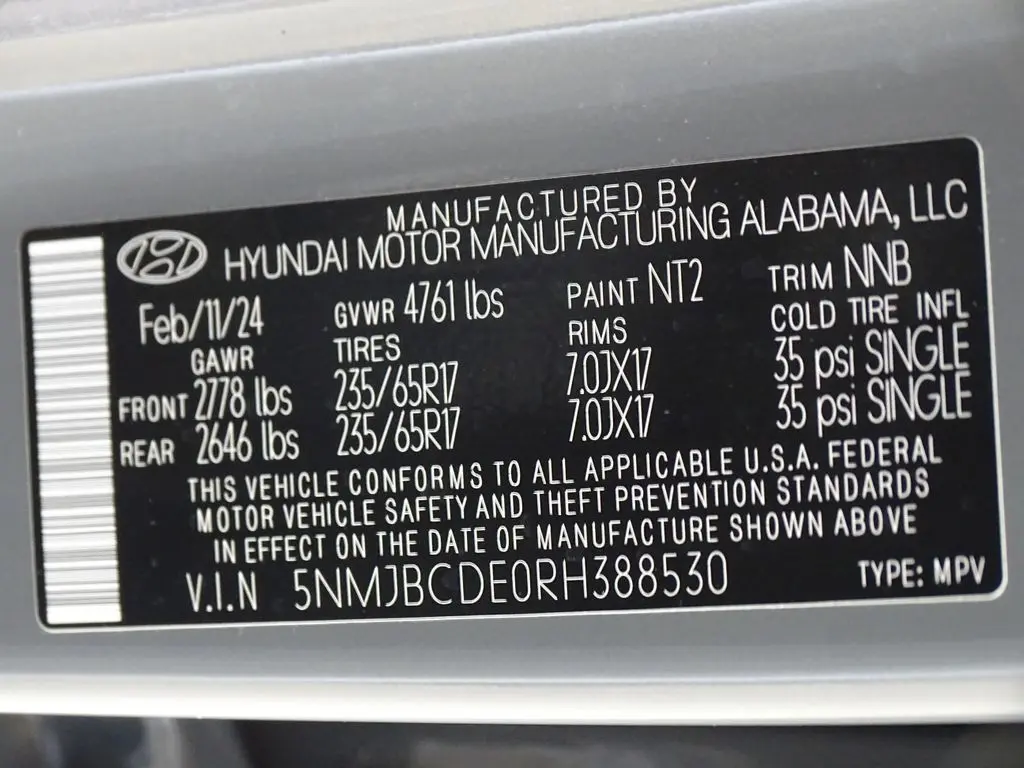 MANUFACTURED BY
HYUNDAI MOTOR MANUFACTURING ALABAMA, LLC
Feb/11/24 GVWR 4761 lbs PAINT NT2 TRIM NNB
GAWR TIRES RIMS COLD TIRE INFL
FRONT 2778 lbs 235/65R17 7.0JX17 35 psi SINGLE
REAR 2646 lbs 235/65R17 7.0JX17 35 psi SINGLE
THIS VEHICLE CONFORMS TO ALL APPLICABLE U.S.A. FEDERAL
MOTOR VEHICLE SAFETY AND THEFT PREVENTION STANDARDS
IN EFFECT ON THE DATE OF MANUFACTURE SHOWN ABOVE
V.I.N 5NMJBCDE0RH388530 TYPE: MPV